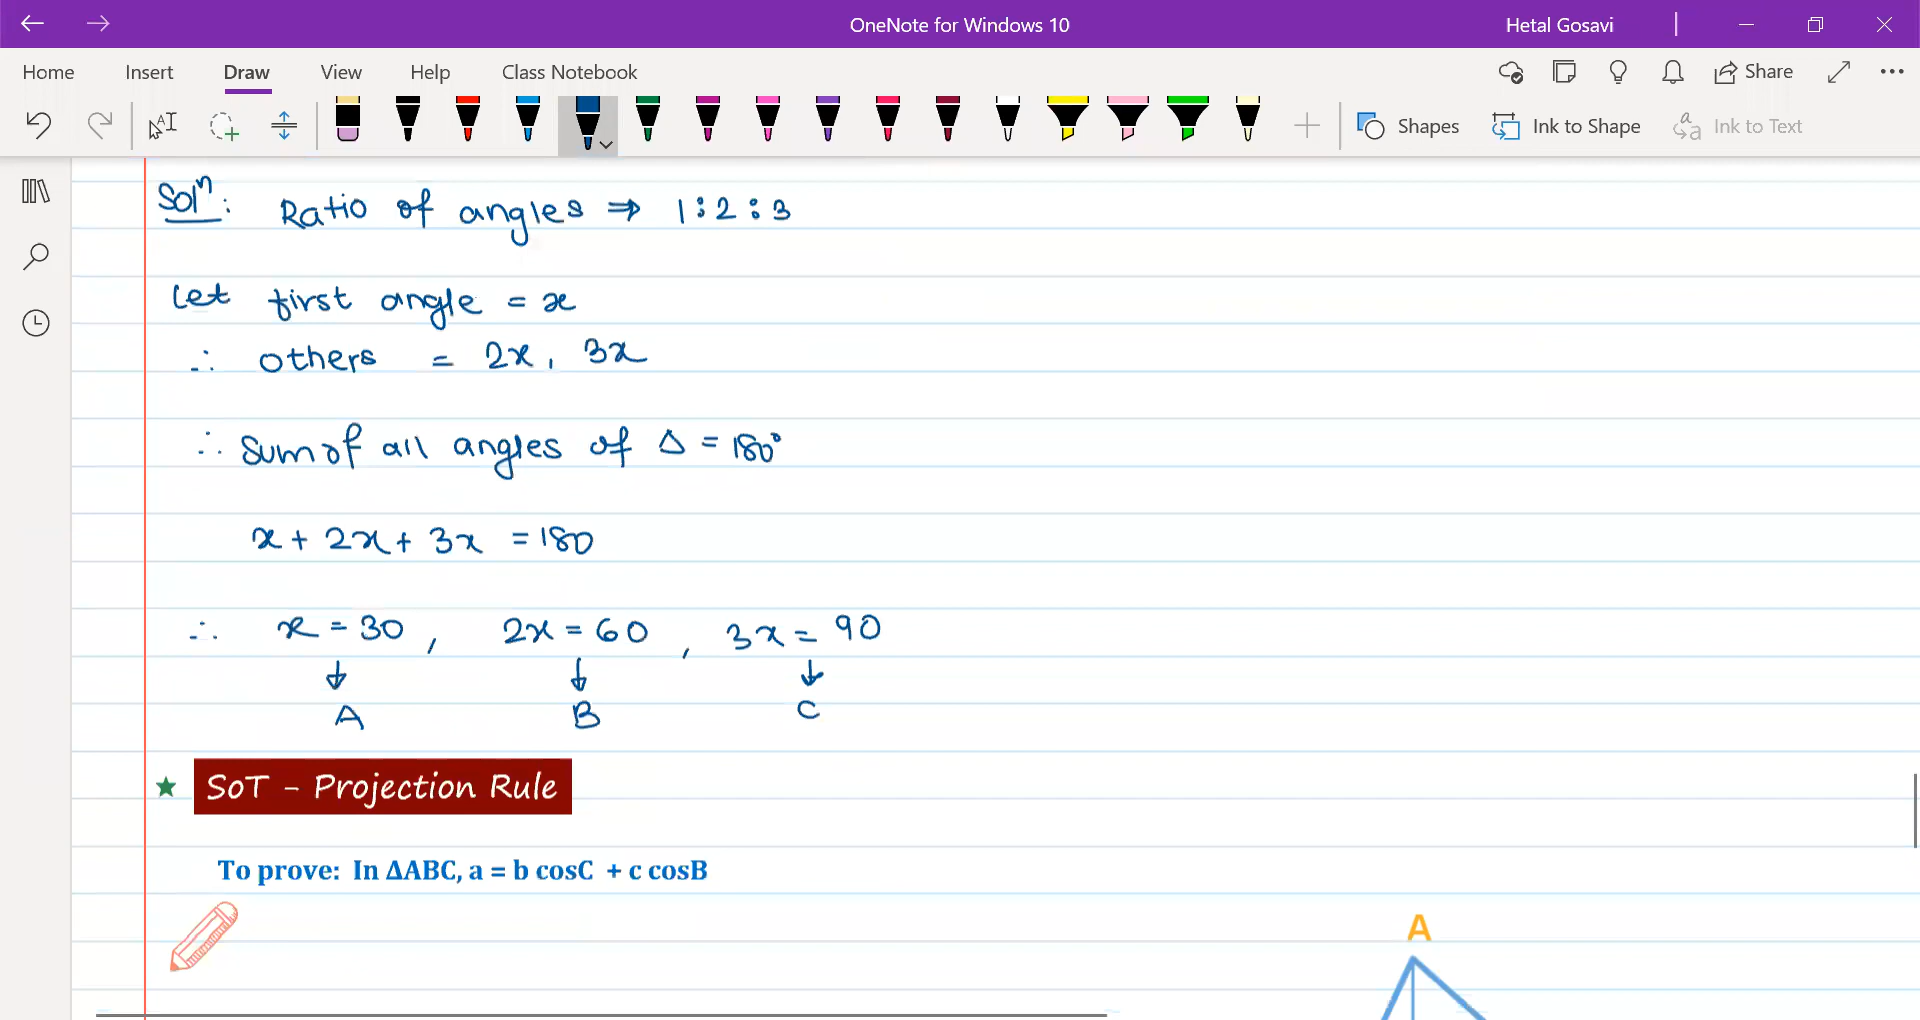 OneNote for Windows 10
Hetal Gosavi
Home Insert Draw View Help Class Notebook Share
Shapes Ink to Shape Ink to Text
Solⁿ: Ratio of angles ⇒ 1:2:3
Let first angle = x
∴ others = 2x, 3x
∴ Sum of all angles of Δ = 180°
x + 2x + 3x = 180
∴ x = 30, 2x = 60, 3x = 90
↓ ↓ ↓
A B C
★ SoT - Projection Rule
To prove: In ΔABC, a = b cosC + c cosB
A